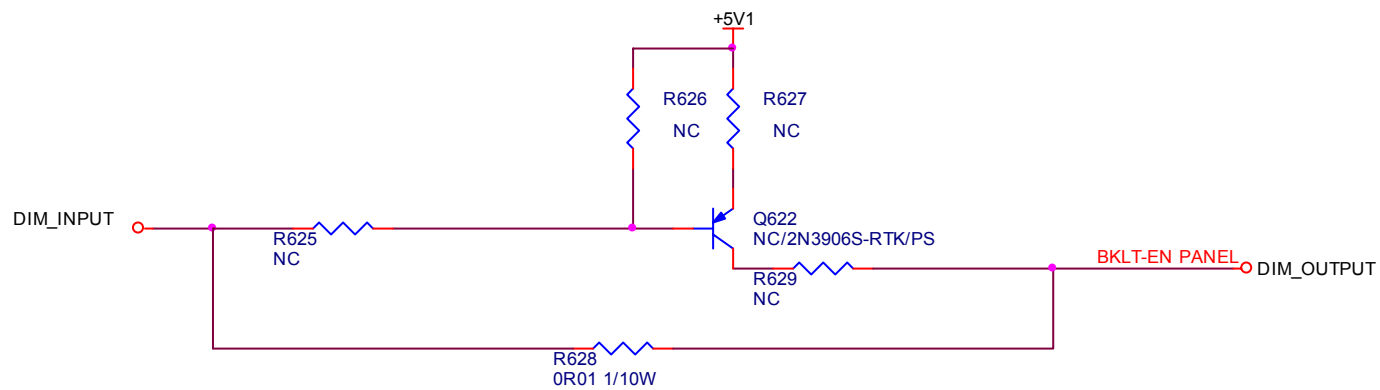 +5V1
R626
NC
R627
NC
DIM_INPUT
R625
NC
Q622
NC/2N3906S-RTK/PS
R629
NC
BKLT-EN PANEL
DIM_OUTPUT
R628
0R01 1/10W